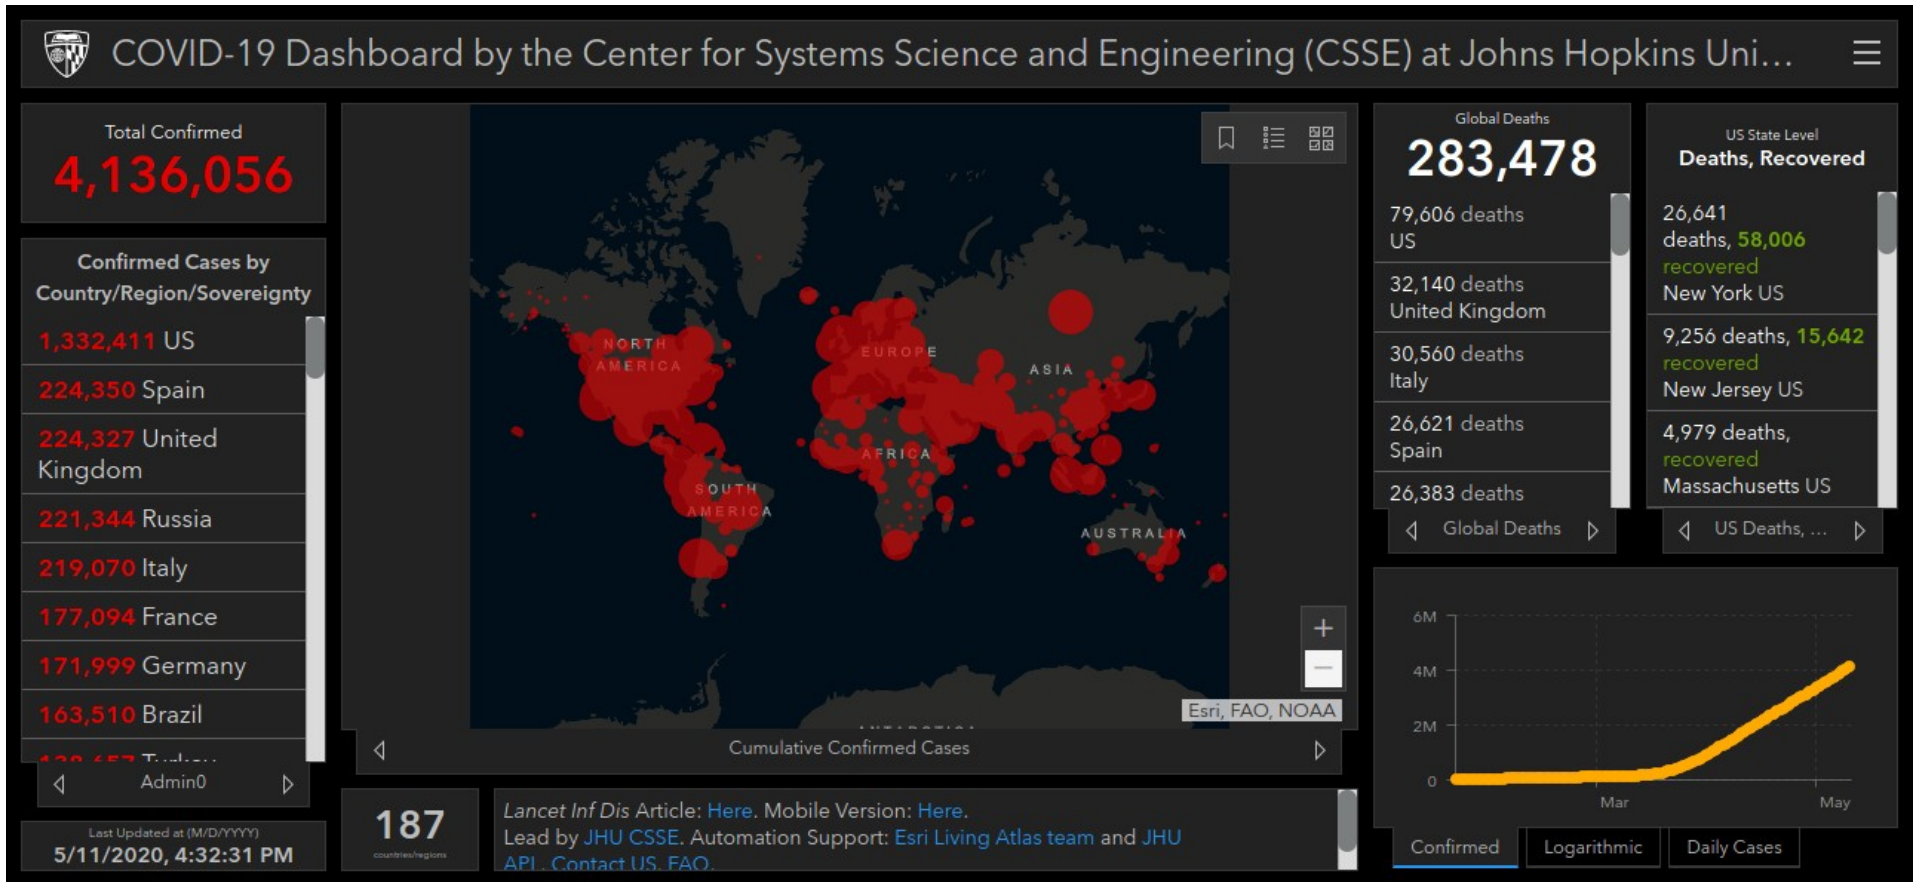 COVID-19 Dashboard by the Center for Systems Science and Engineering (CSSE) at Johns Hopkins Uni...
Total Confirmed
4,136,056
Confirmed Cases by
Country/Region/Sovereignty
1,332,411 US
224,350 Spain
224,327 United
Kingdom
221,344 Russia
219,070 Italy
177,094 France
171,999 Germany
163,510 Brazil
Admin0
Last Updated at (M/D/YYYY)
5/11/2020, 4:32:31 PM
NORTH
AMERICA
EUROPE
ASIA
AFRICA
SOUTH
AMERICA
AUSTRALIA
Esri, FAO, NOAA
Cumulative Confirmed Cases
187
countries/regions
Lancet Inf Dis Article: Here. Mobile Version: Here.
Lead by JHU CSSE. Automation Support: Esri Living Atlas team and JHU
APL. Contact US. FAQ.
Global Deaths
283,478
79,606 deaths
US
32,140 deaths
United Kingdom
30,560 deaths
Italy
26,621 deaths
Spain
26,383 deaths
Global Deaths
US State Level
Deaths, Recovered
26,641
deaths, 58,006
recovered
New York US
9,256 deaths, 15,642
recovered
New Jersey US
4,979 deaths,
recovered
Massachusetts US
US Deaths, ...
6M
4M
2M
0
Mar
May
Confirmed
Logarithmic
Daily Cases